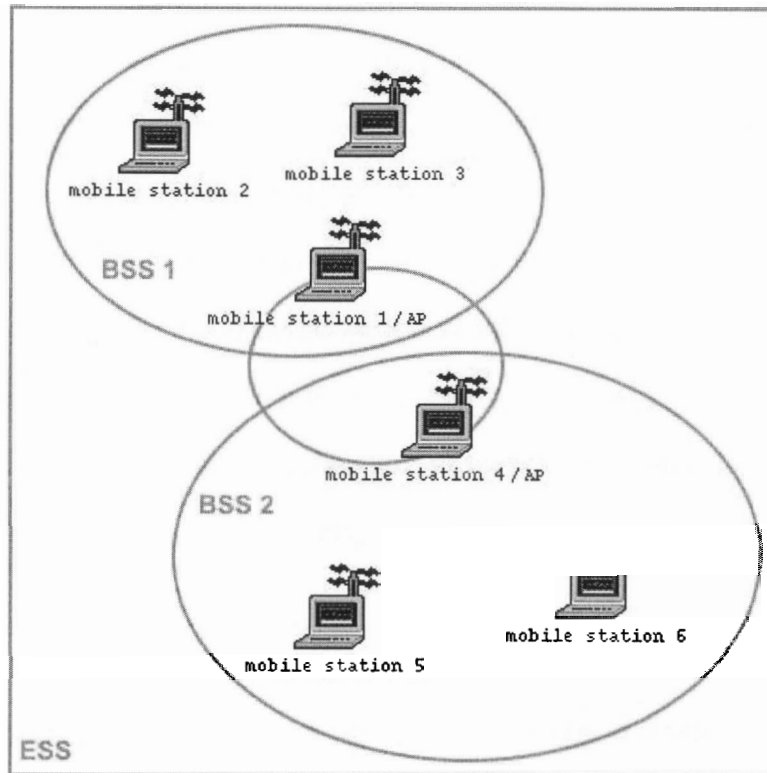 mobile station 2
mobile station 3
BSS 1
mobile station 1/AP
mobile station 4/AP
BSS 2
mobile station 5
mobile station 6
ESS